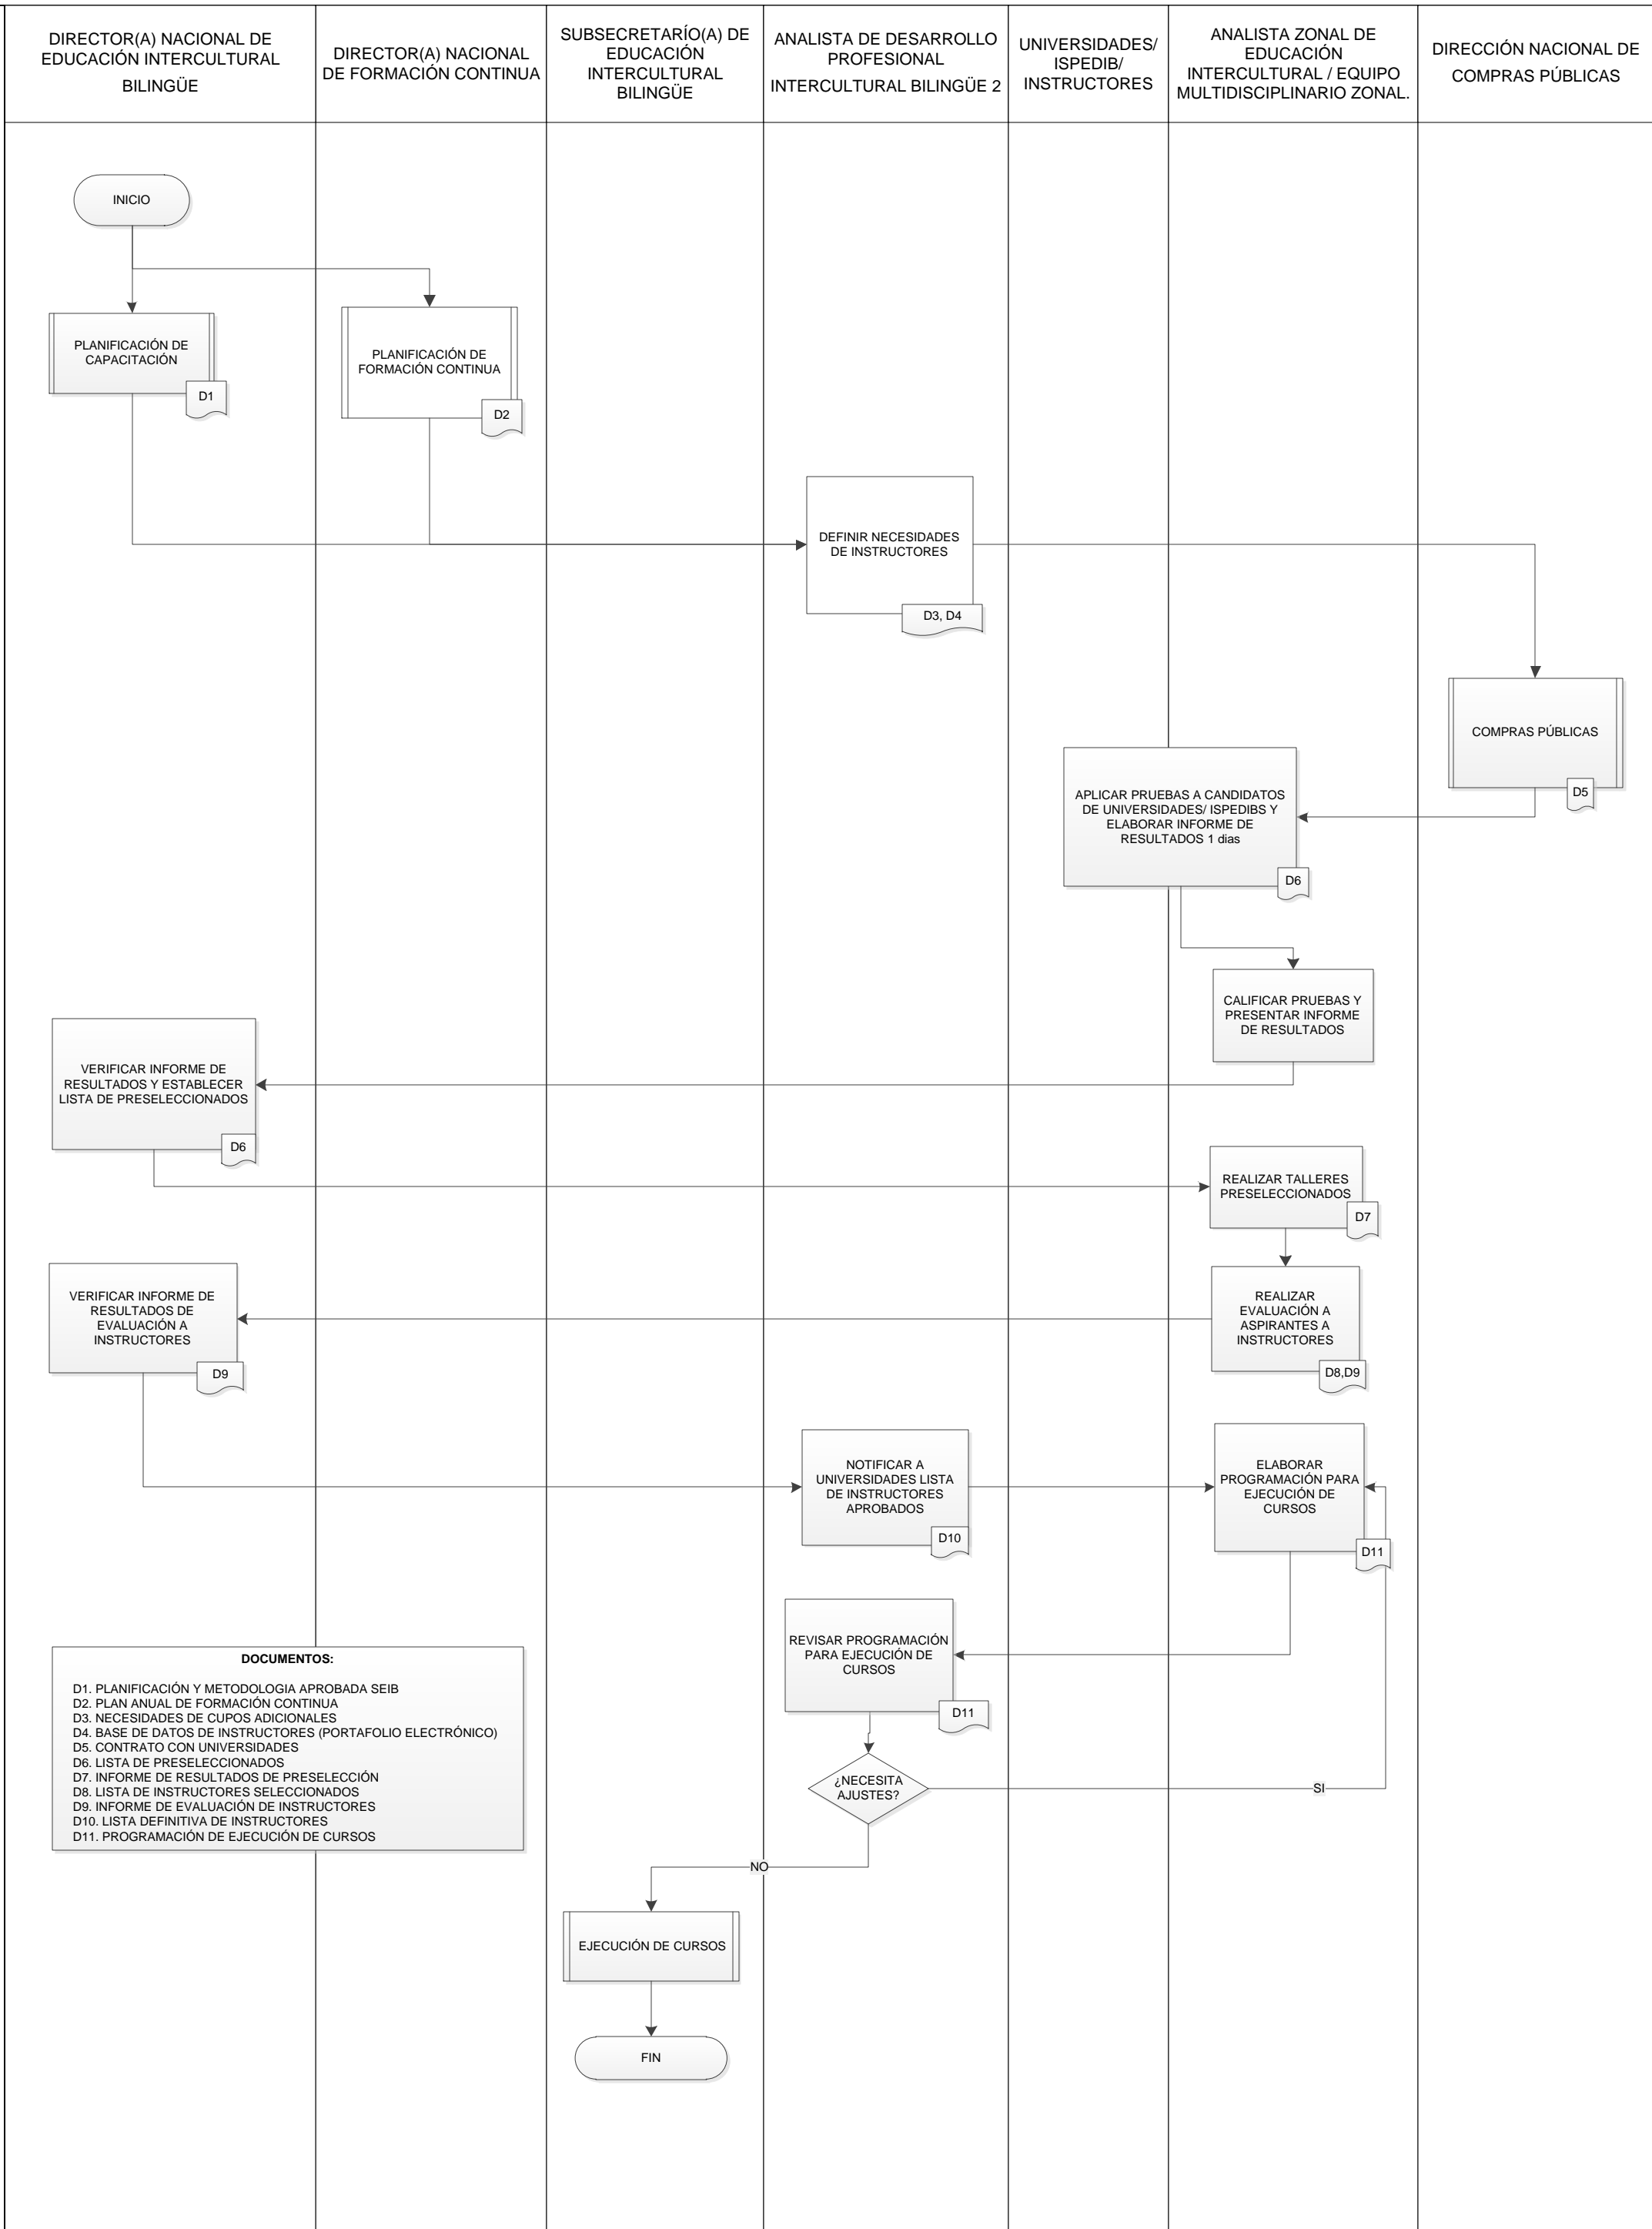 DIRECTOR(A) NACIONAL DE
EDUCACIÓN INTERCULTURAL
BILINGÜE
DIRECTOR(A) NACIONAL
DE FORMACIÓN CONTINUA
SUBSECRETARÍO(A) DE
EDUCACIÓN
INTERCULTURAL
BILINGÜE
ANALISTA DE DESARROLLO
PROFESIONAL
INTERCULTURAL BILINGÜE 2
UNIVERSIDADES/
ISPEDIB/
INSTRUCTORES
ANALISTA ZONAL DE
EDUCACIÓN
INTERCULTURAL / EQUIPO
MULTIDISCIPLINARIO ZONAL.
DIRECCIÓN NACIONAL DE
COMPRAS PÚBLICAS
INICIO
PLANIFICACIÓN DE
CAPACITACIÓN
D1
PLANIFICACIÓN DE
FORMACIÓN CONTINUA
D2
DEFINIR NECESIDADES
DE INSTRUCTORES
D3, D4
COMPRAS PÚBLICAS
D5
APLICAR PRUEBAS A CANDIDATOS
DE UNIVERSIDADES/ ISPEDIBS Y
ELABORAR INFORME DE
RESULTADOS 1 dias
D6
CALIFICAR PRUEBAS Y
PRESENTAR INFORME
DE RESULTADOS
VERIFICAR INFORME DE
RESULTADOS Y ESTABLECER
LISTA DE PRESELECCIONADOS
D6
REALIZAR TALLERES
PRESELECCIONADOS
D7
REALIZAR
EVALUACIÓN A
ASPIRANTES A
INSTRUCTORES
D8,D9
VERIFICAR INFORME DE
RESULTADOS DE
EVALUACIÓN A
INSTRUCTORES
D9
NOTIFICAR A
UNIVERSIDADES LISTA
DE INSTRUCTORES
APROBADOS
D10
ELABORAR
PROGRAMACIÓN PARA
EJECUCIÓN DE
CURSOS
D11
REVISAR PROGRAMACIÓN
PARA EJECUCIÓN DE
CURSOS
D11
¿NECESITA
AJUSTES?
SI
NO
EJECUCIÓN DE CURSOS
FIN
DOCUMENTOS:
D1. PLANIFICACIÓN Y METODOLOGIA APROBADA SEIB
D2. PLAN ANUAL DE FORMACIÓN CONTINUA
D3. NECESIDADES DE CUPOS ADICIONALES
D4. BASE DE DATOS DE INSTRUCTORES (PORTAFOLIO ELECTRÓNICO)
D5. CONTRATO CON UNIVERSIDADES
D6. LISTA DE PRESELECCIONADOS
D7. INFORME DE RESULTADOS DE PRESELECCIÓN
D8. LISTA DE INSTRUCTORES SELECCIONADOS
D9. INFORME DE EVALUACIÓN DE INSTRUCTORES
D10. LISTA DEFINITIVA DE INSTRUCTORES
D11. PROGRAMACIÓN DE EJECUCIÓN DE CURSOS